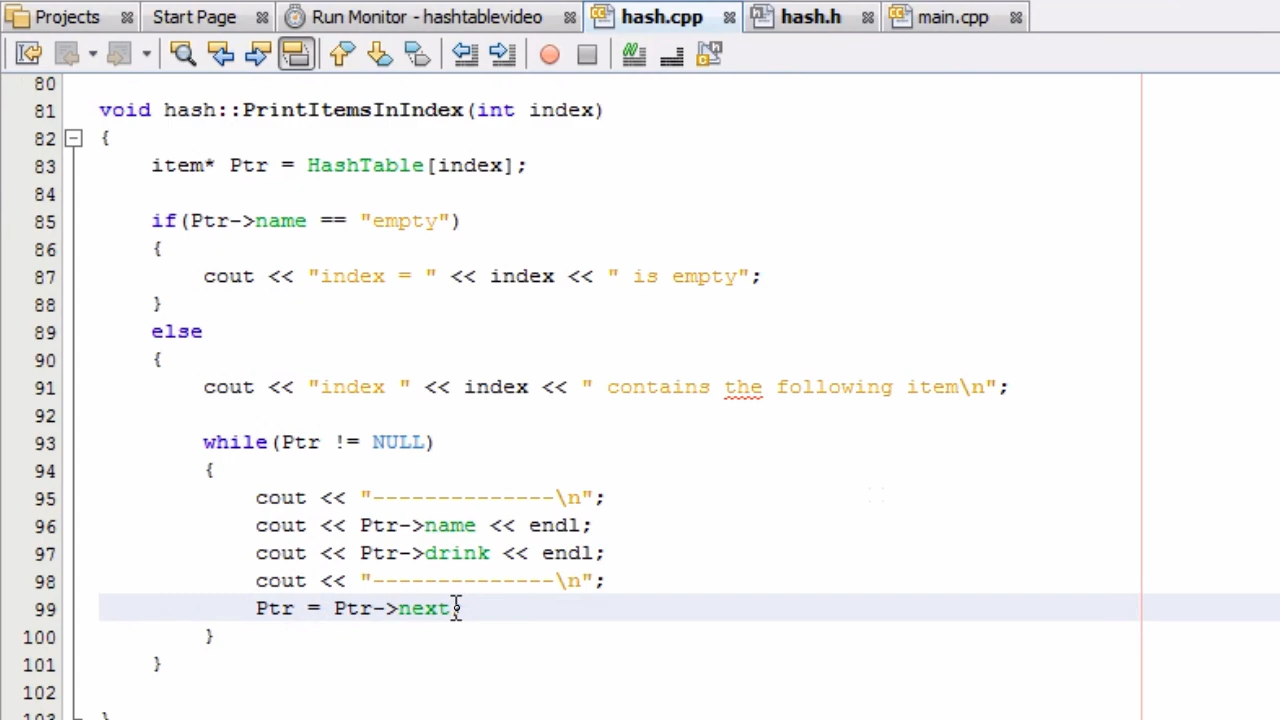 Projects Start Page Run Monitor - hashtablevideo hash.cpp hash.h main.cpp
80
81 void hash::PrintItemsInIndex(int index)
82 {
83 item* Ptr = HashTable[index];
84
85 if(Ptr->name == "empty")
86 {
87 cout << "index = " << index << " is empty";
88 }
89 else
90 {
91 cout << "index " << index << " contains the following item\n";
92
93 while(Ptr != NULL)
94 {
95 cout << "--------------\n";
96 cout << Ptr->name << endl;
97 cout << Ptr->drink << endl;
98 cout << "--------------\n";
99 Ptr = Ptr->next;
100 }
101 }
102
103 }